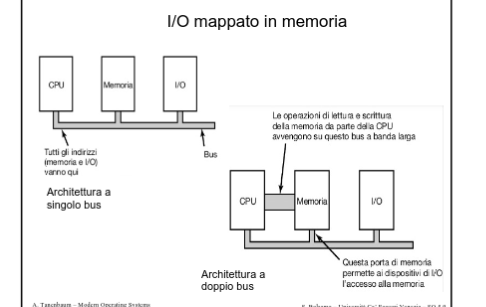 I/O mappato in memoria
CPU
Memoria
I/O
Tutti gli indirizzi
(memoria e I/O)
vanno qui
Bus
Architettura a
singolo bus
Le operazioni di lettura e scrittura
della memoria da parte della CPU
avvengono su questo bus a banda larga
CPU
Memoria
I/O
Questa porta di memoria
permette ai dispositivi di I/O
l'accesso alla memoria
Architettura a
doppio bus
A. Tanenbaum - Modern Operating Systems